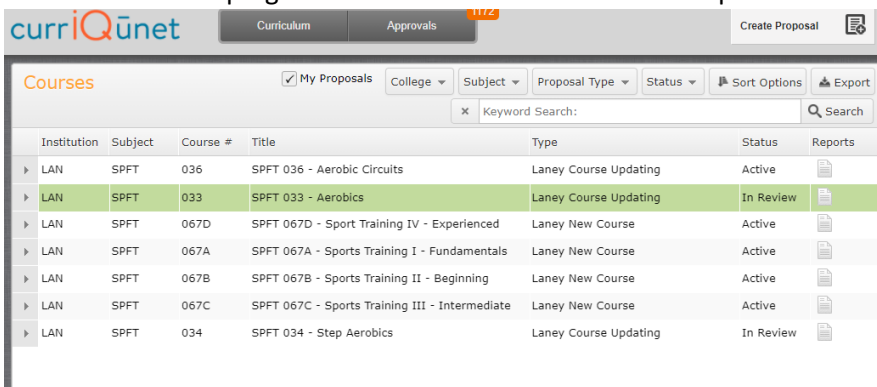 currIQūnet Curriculum Approvals 1172 Create Proposal
Courses My Proposals College Subject Proposal Type Status Sort Options Export
× Keyword Search: Search
Institution Subject Course # Title Type Status Reports
LAN SPFT 036 SPFT 036 - Aerobic Circuits Laney Course Updating Active
LAN SPFT 033 SPFT 033 - Aerobics Laney Course Updating In Review
LAN SPFT 067D SPFT 067D - Sport Training IV - Experienced Laney New Course Active
LAN SPFT 067A SPFT 067A - Sports Training I - Fundamentals Laney New Course Active
LAN SPFT 067B SPFT 067B - Sports Training II - Beginning Laney New Course Active
LAN SPFT 067C SPFT 067C - Sports Training III - Intermediate Laney New Course Active
LAN SPFT 034 SPFT 034 - Step Aerobics Laney Course Updating In Review